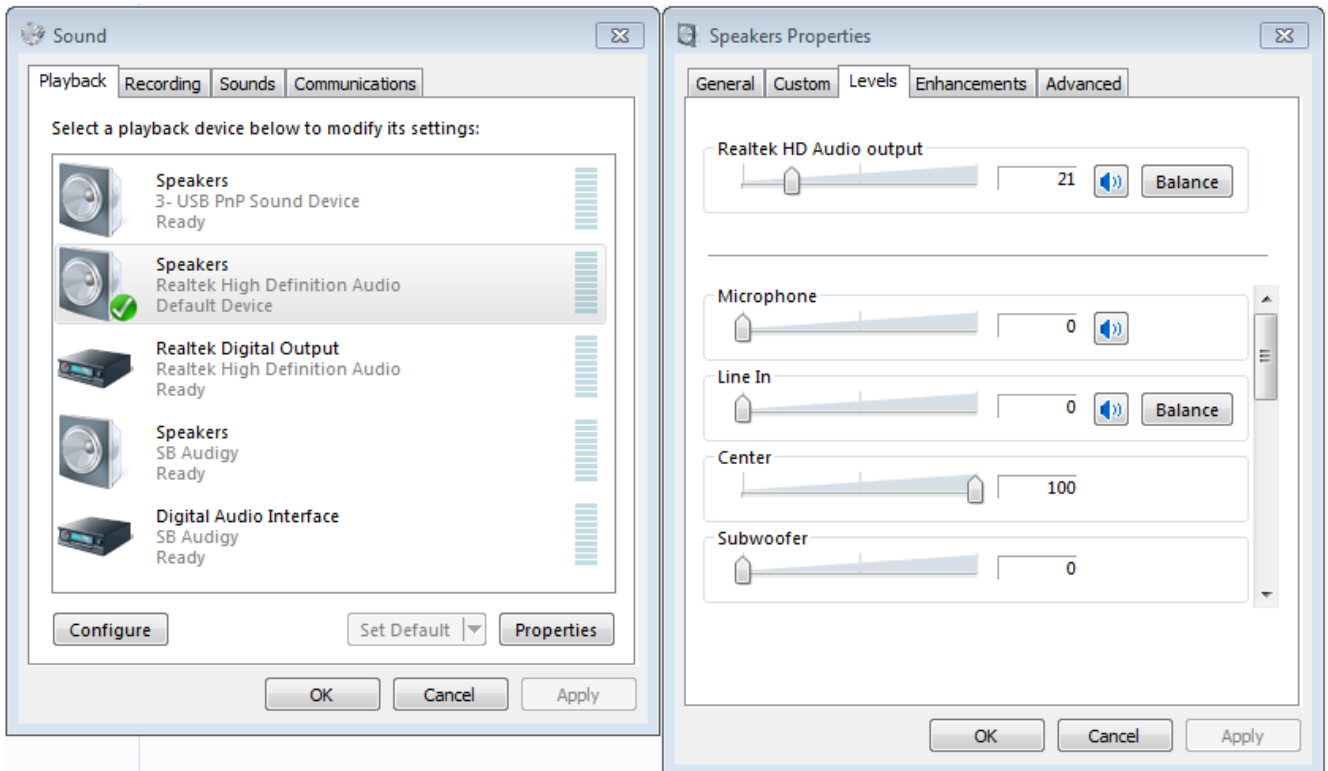 Sound
Playback Recording Sounds Communications
Select a playback device below to modify its settings:
Speakers
3- USB PnP Sound Device
Ready
Speakers
Realtek High Definition Audio
Default Device
Realtek Digital Output
Realtek High Definition Audio
Ready
Speakers
SB Audigy
Ready
Digital Audio Interface
SB Audigy
Ready
Configure Set Default Properties
OK Cancel Apply
Speakers Properties
General Custom Levels Enhancements Advanced
Realtek HD Audio output
21 Balance
Microphone
0
Line In
0 Balance
Center
100
Subwoofer
0
OK Cancel Apply